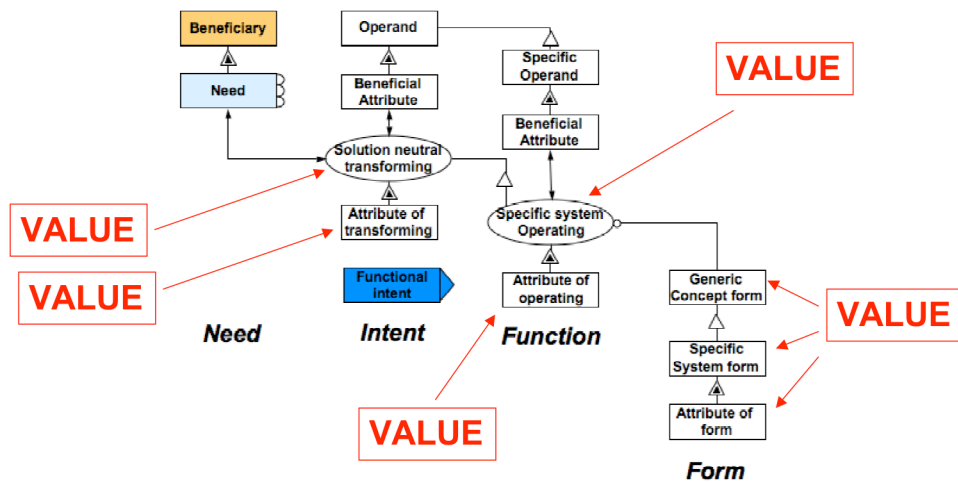 Beneficiary
Need
Operand
Beneficial
Attribute
Solution neutral
transforming
Attribute of
transforming
Functional
intent
Specific
Operand
Beneficial
Attribute
Specific system
Operating
Attribute of
operating
Generic
Concept form
Specific
System form
Attribute of
form
VALUE
VALUE
VALUE
VALUE
VALUE
Need
Intent
Function
Form